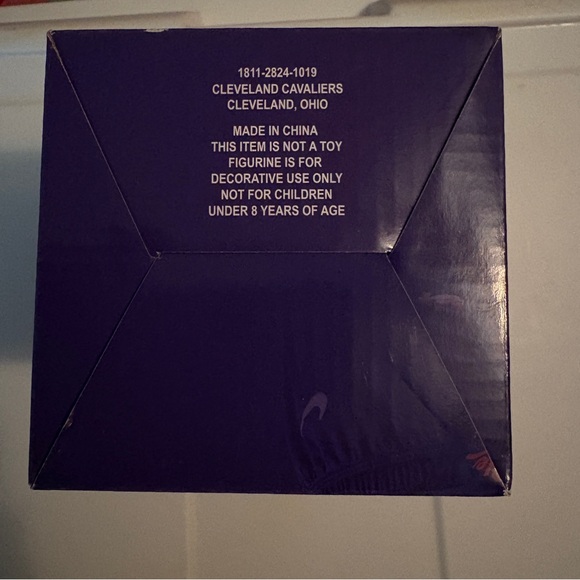 1811-2824-1019
CLEVELAND CAVALIERS
CLEVELAND, OHIO
MADE IN CHINA
THIS ITEM IS NOT A TOY
FIGURINE IS FOR
DECORATIVE USE ONLY
NOT FOR CHILDREN
UNDER 8 YEARS OF AGE